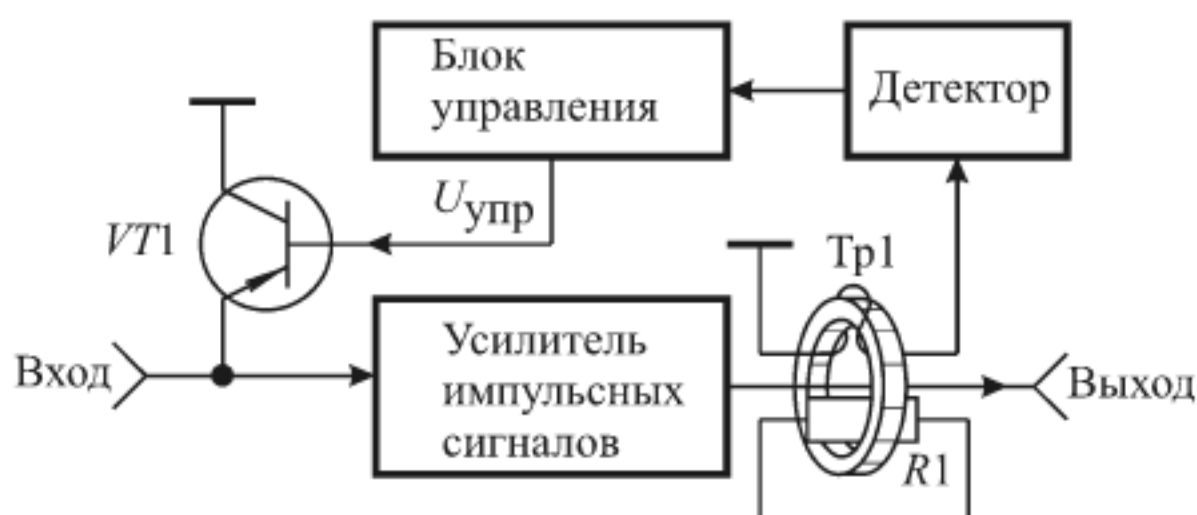 Блок
управления
Детектор
VT1
Uупр
Тр1
Вход
Усилитель
импульсных
сигналов
Выход
R1